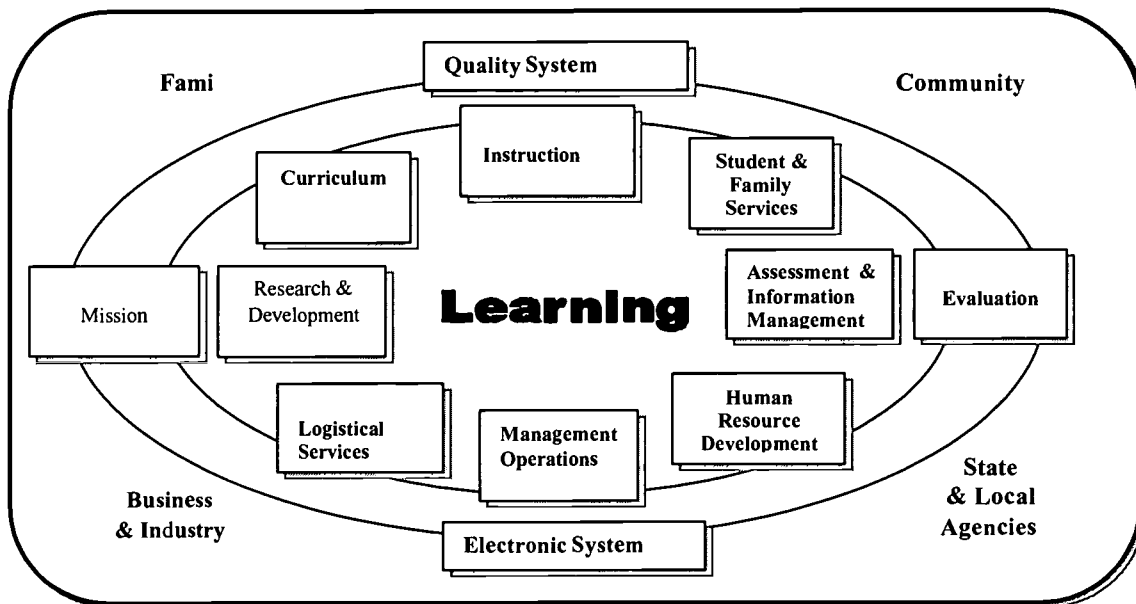 Quality System
Fami
Community
Instruction
Student &
Family
Services
Curriculum
Mission
Research &
Development
Learning
Assessment &
Information
Management
Evaluation
Logistical
Services
Management
Operations
Human
Resource
Development
Business
& Industry
State
& Local
Agencies
Electronic System